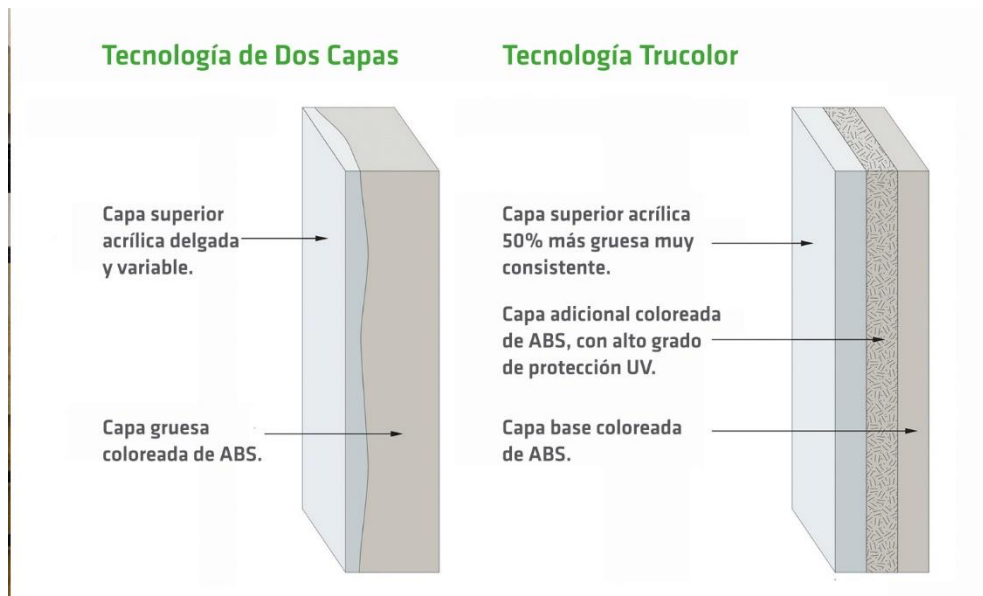 Tecnología de Dos Capas
Capa superior
acrílica delgada
y variable.
Capa gruesa
coloreada de ABS.
Tecnología Trucolor
Capa superior acrílica
50% más gruesa muy
consistente.
Capa adicional coloreada
de ABS, con alto grado
de protección UV.
Capa base coloreada
de ABS.